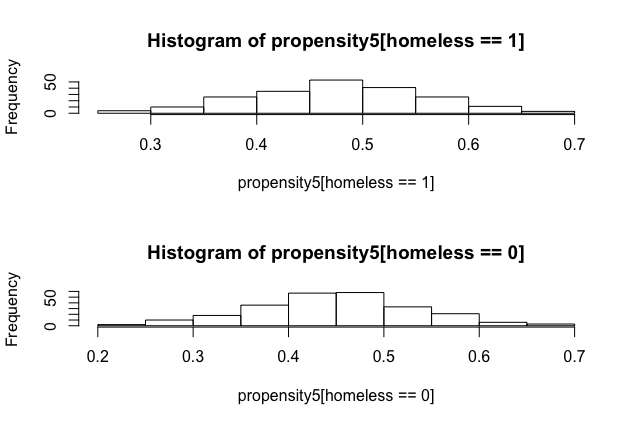 Histogram of propensity5[homeless == 1]
Frequency
50
0
0.3 0.4 0.5 0.6 0.7
propensity5[homeless == 1]
Histogram of propensity5[homeless == 0]
Frequency
50
0
0.2 0.3 0.4 0.5 0.6 0.7
propensity5[homeless == 0]